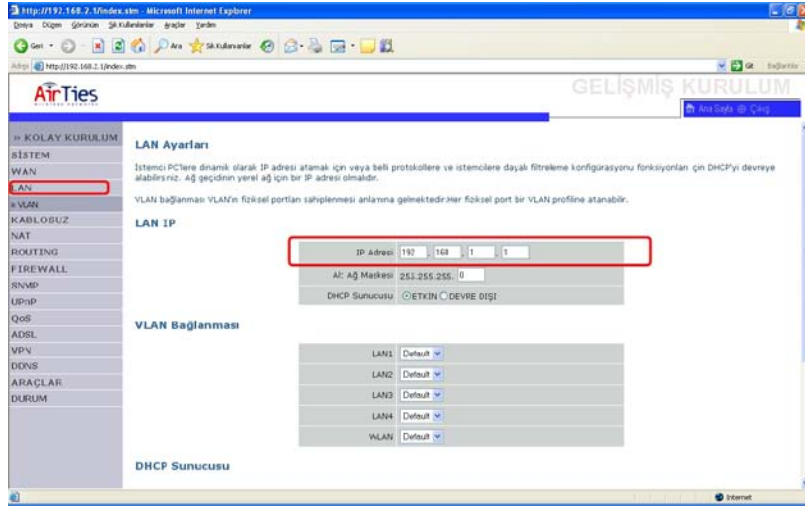 http://192.168.2.1/index.stm - Microsoft Internet Explorer
Dosya Düzen Görünüm Sık Kullanılanlar Araçlar Yardım
Geri Ara Sık Kullanılanlar
Adres http://192.168.2.1/index.stm Git Bağlantılar
AirTies
GELİŞMİŞ KURULUM
Ana Sayfa Çıkış
» KOLAY KURULUM
SİSTEM
WAN
LAN
» VLAN
KABLOSUZ
NAT
ROUTING
FIREWALL
SNMP
UPnP
QoS
ADSL
VPN
DDNS
ARAÇLAR
DURUM
LAN Ayarları
İstemci PC'lere dinamik olarak IP adresi atamak için veya belli protokollere ve istemcilere dayalı filtreleme konfigürasyonu fonksiyonları için DHCP'yi devreye
alabilirsiniz. Ağ geçidinin yerel ağ için bir IP adresi olmalıdır.
VLAN bağlanması VLAN'ın fiziksel portları sahiplenmesi anlamına gelmektedir.Her fiziksel port bir VLAN profiline atanabilir.
LAN IP
IP Adresi 192 . 168 . 1 . 1
Alt Ağ Maskesi 255.255.255. 0
DHCP Sunucusu ETKİN DEVRE DIŞI
VLAN Bağlanması
LAN1 Default
LAN2 Default
LAN3 Default
LAN4 Default
WLAN Default
DHCP Sunucusu
Internet